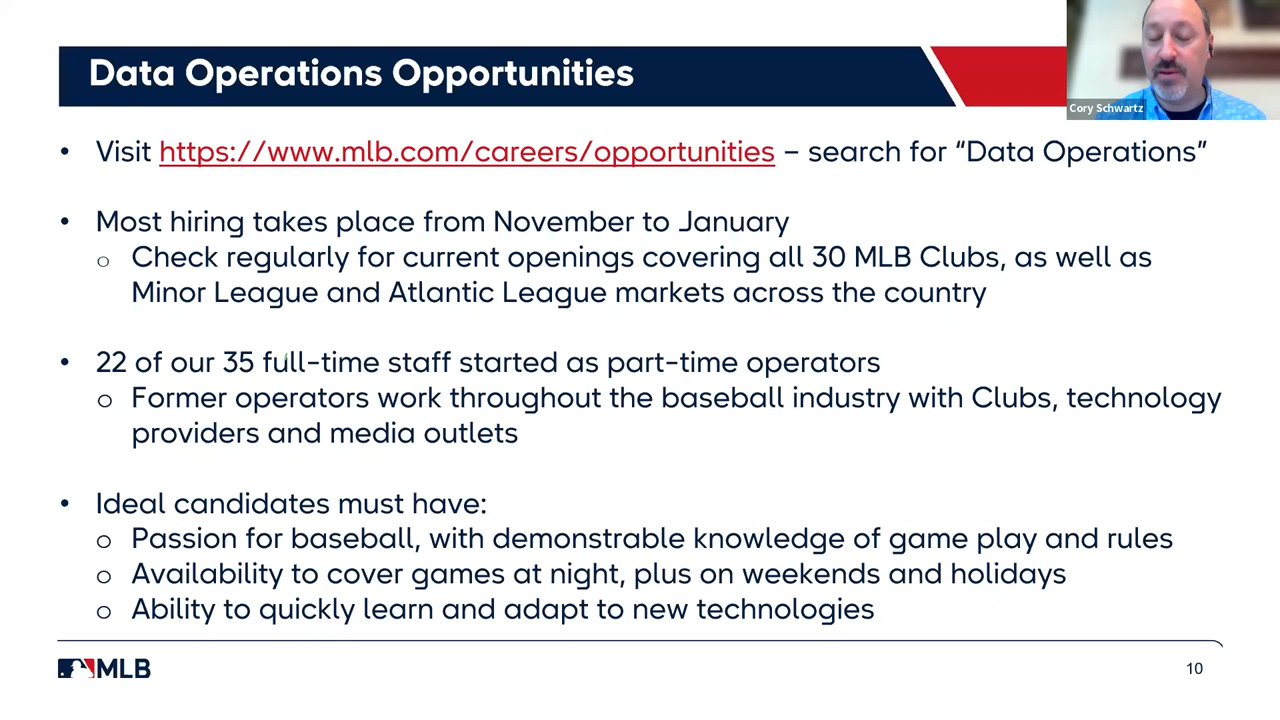 Data Operations Opportunities
Cory Schwartz
• Visit https://www.mlb.com/careers/opportunities – search for “Data Operations”
• Most hiring takes place from November to January
o Check regularly for current openings covering all 30 MLB Clubs, as well as
Minor League and Atlantic League markets across the country
• 22 of our 35 full-time staff started as part-time operators
o Former operators work throughout the baseball industry with Clubs, technology
providers and media outlets
• Ideal candidates must have:
o Passion for baseball, with demonstrable knowledge of game play and rules
o Availability to cover games at night, plus on weekends and holidays
o Ability to quickly learn and adapt to new technologies
MLB
10